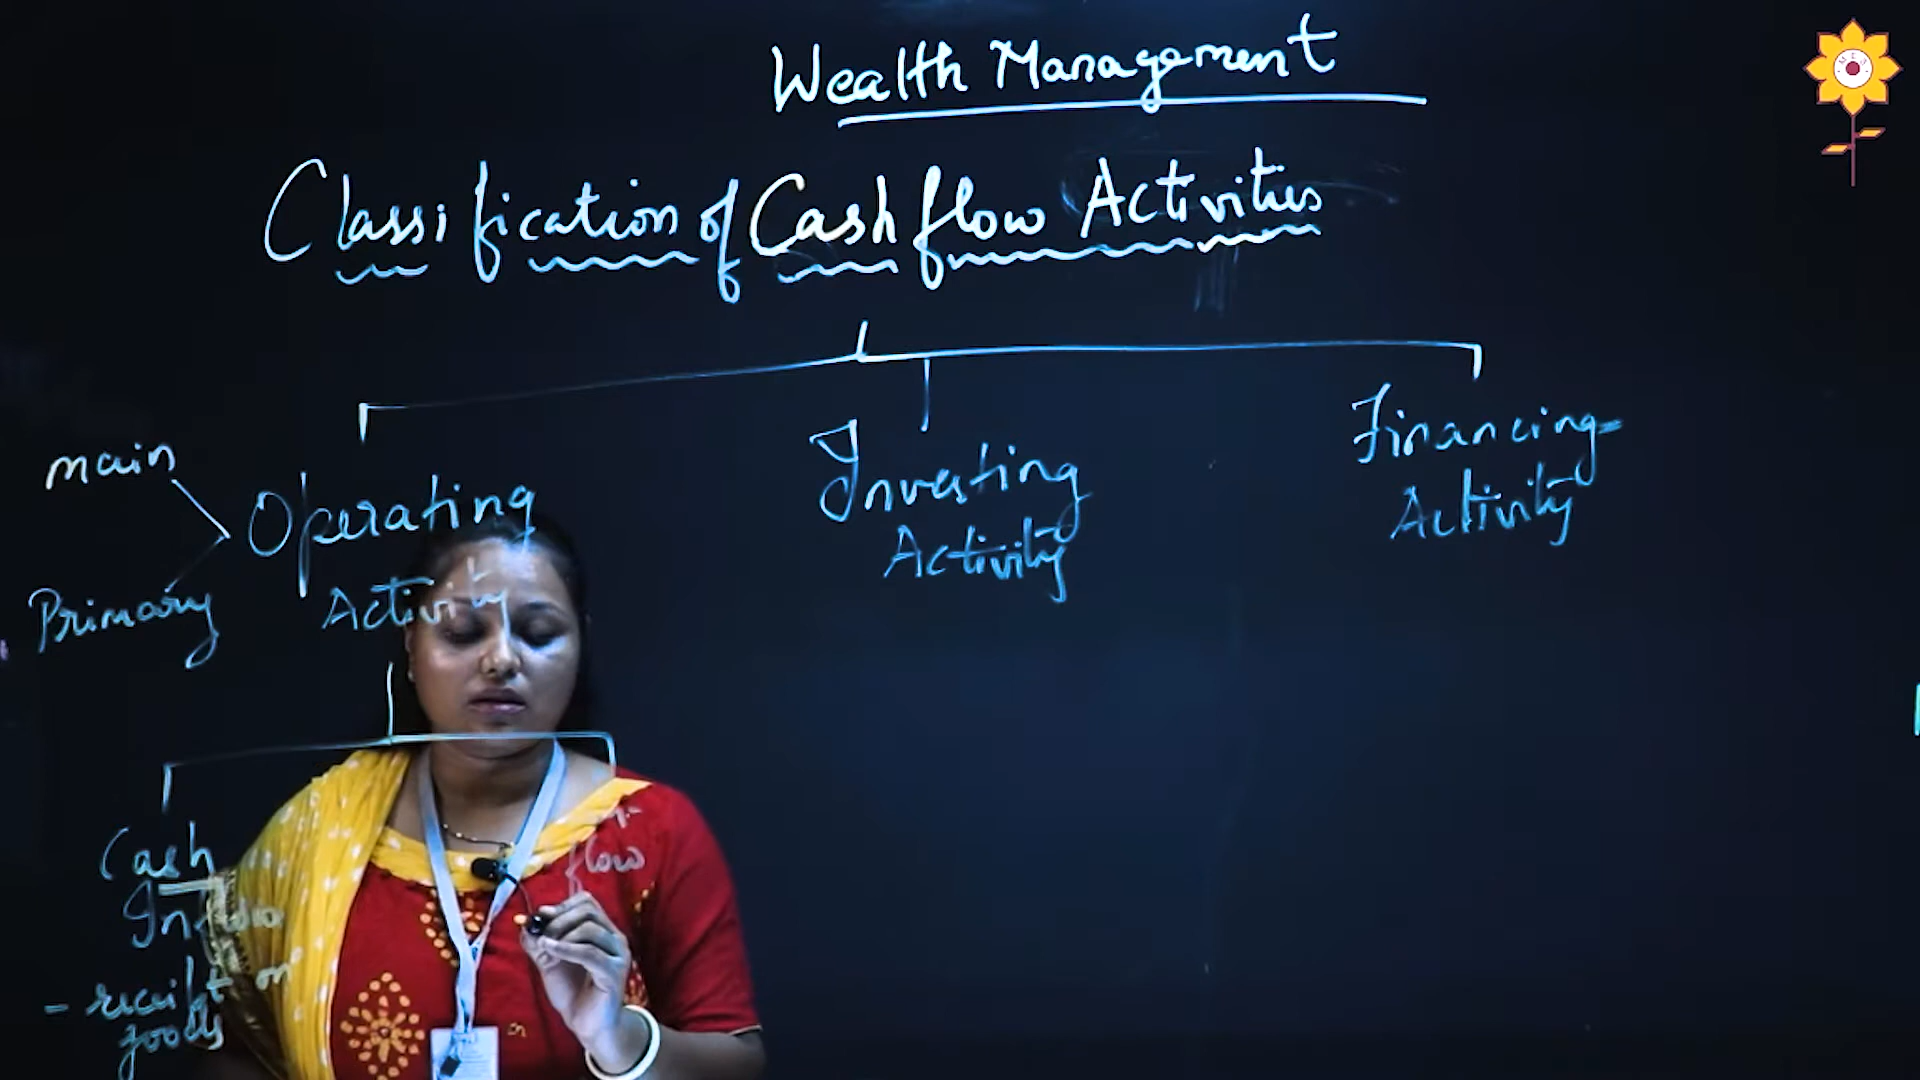 Wealth Management
Classification of Cash flow Activities
main
Primary
Operating
Activity
Investing
Activity
Financing
Activity
Cash
Inflow
flow
- receipt on
goods